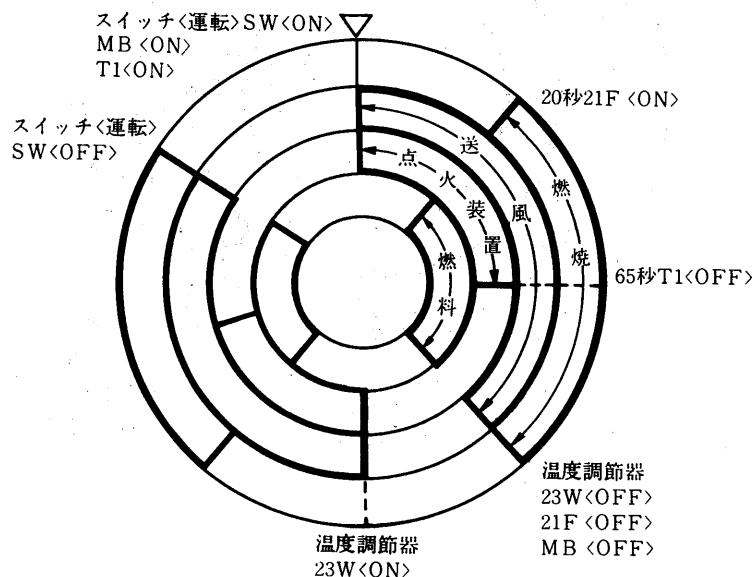 スイッチ<運転>SW<ON>
MB<ON>
T1<ON>
20秒21F<ON>
スイッチ<運転>
SW<OFF>
送風
点火装置
燃焼
燃料
65秒T1<OFF>
温度調節器
23W<OFF>
21F<OFF>
MB<OFF>
温度調節器
23W<ON>